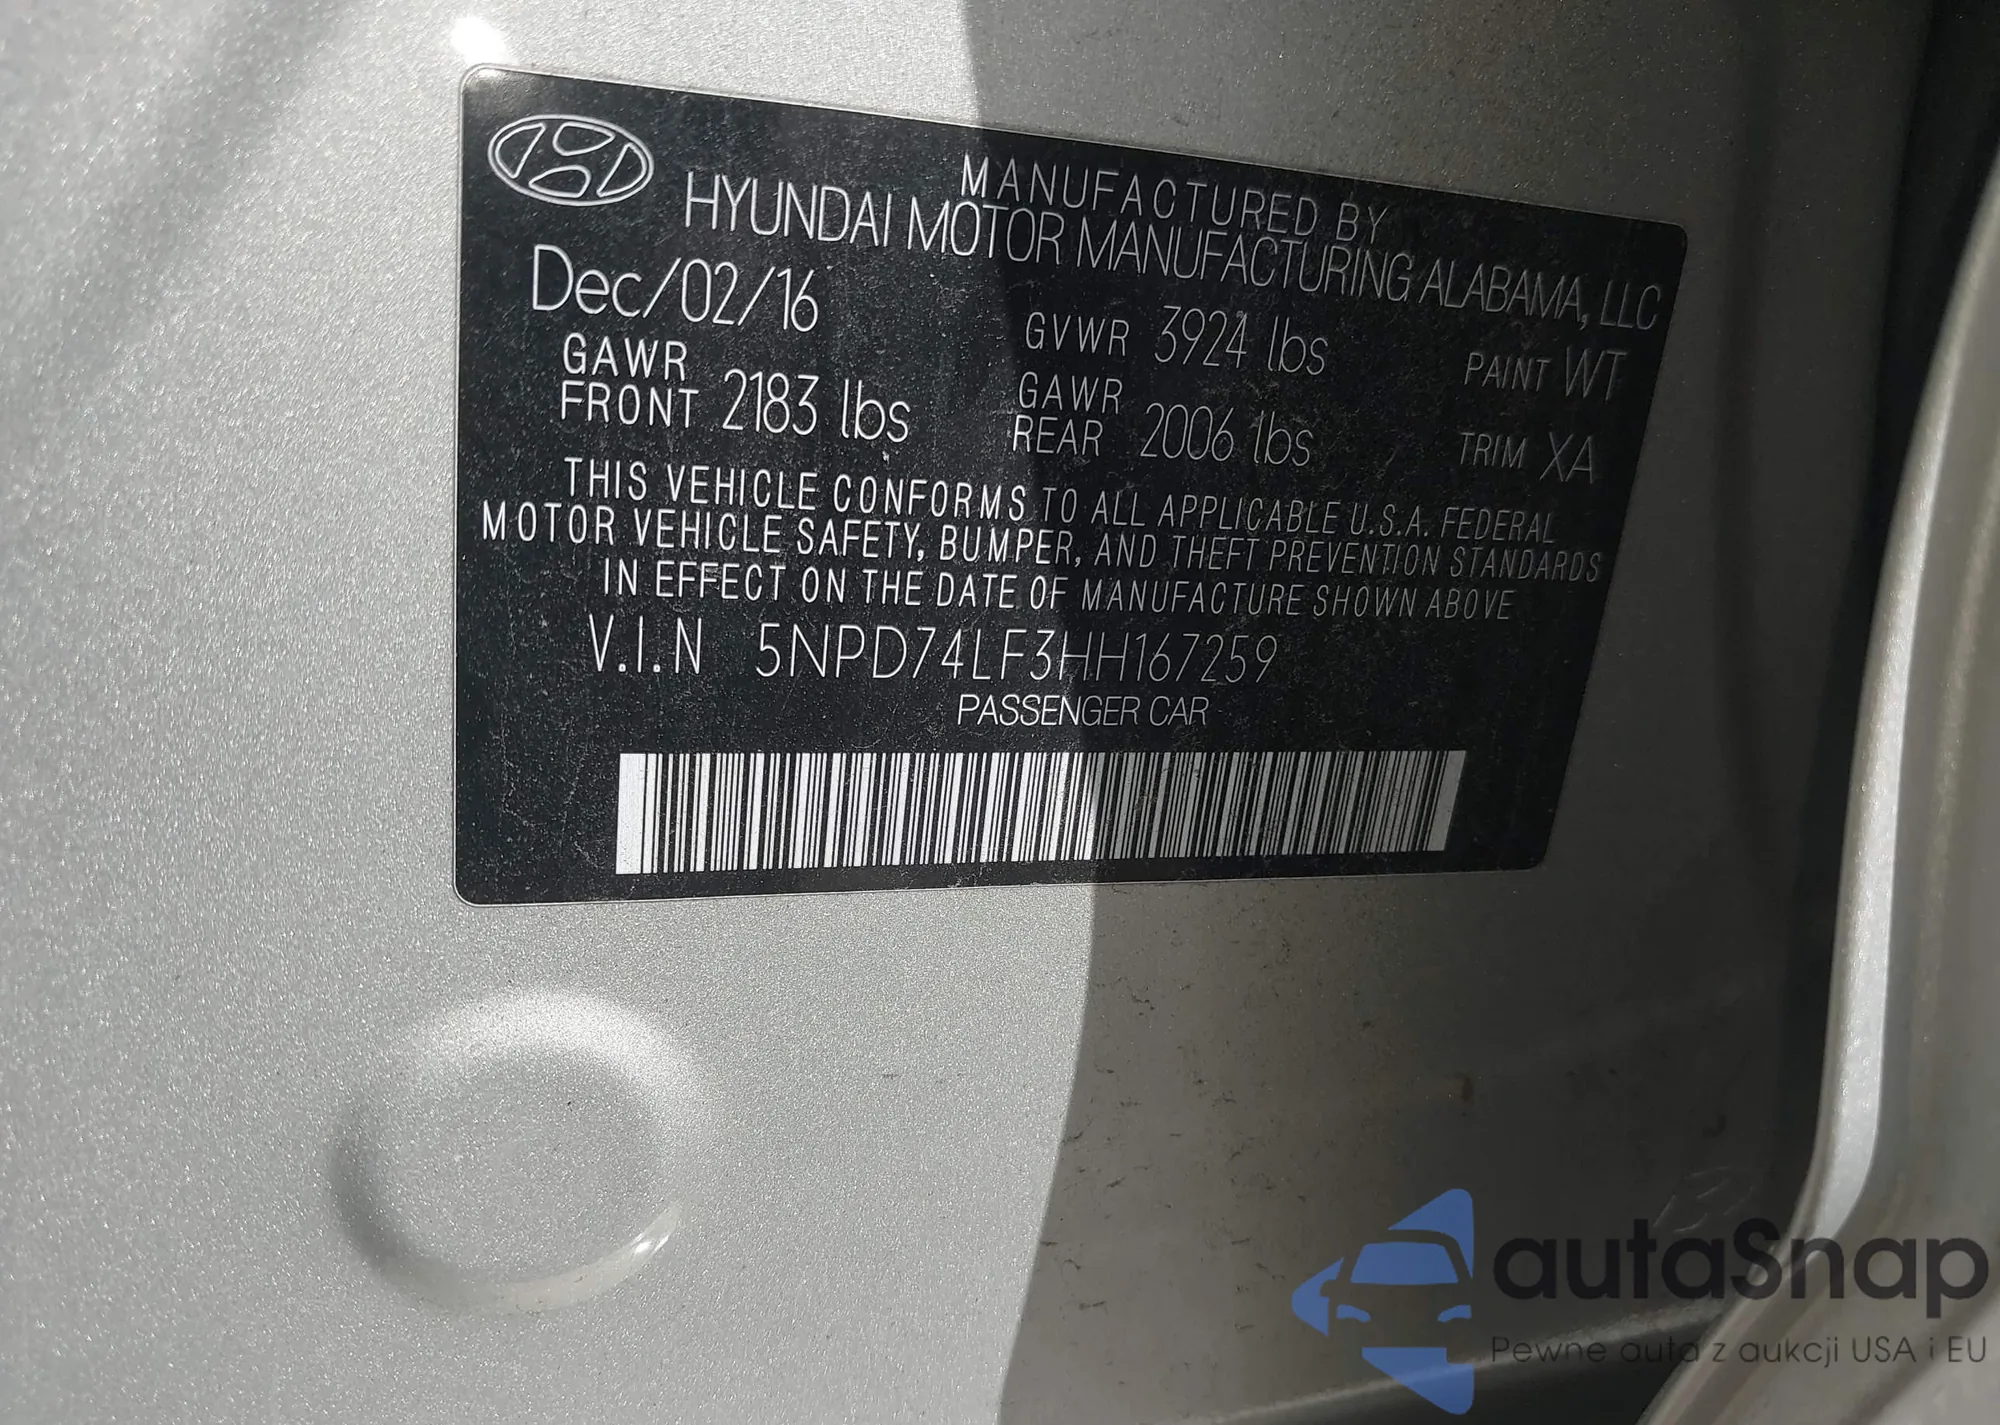 MANUFACTURED BY
HYUNDAI MOTOR MANUFACTURING ALABAMA, LLC
Dec/02/16 GVWR 3924 lbs PAINT WT
GAWR FRONT 2183 lbs GAWR REAR 2006 lbs TRIM XA
THIS VEHICLE CONFORMS TO ALL APPLICABLE U.S.A. FEDERAL
MOTOR VEHICLE SAFETY, BUMPER, AND THEFT PREVENTION STANDARDS
IN EFFECT ON THE DATE OF MANUFACTURE SHOWN ABOVE
V.I.N 5NPD74LF3HH167259
PASSENGER CAR
autaSnap
Pewne auta z aukcji USA i EU